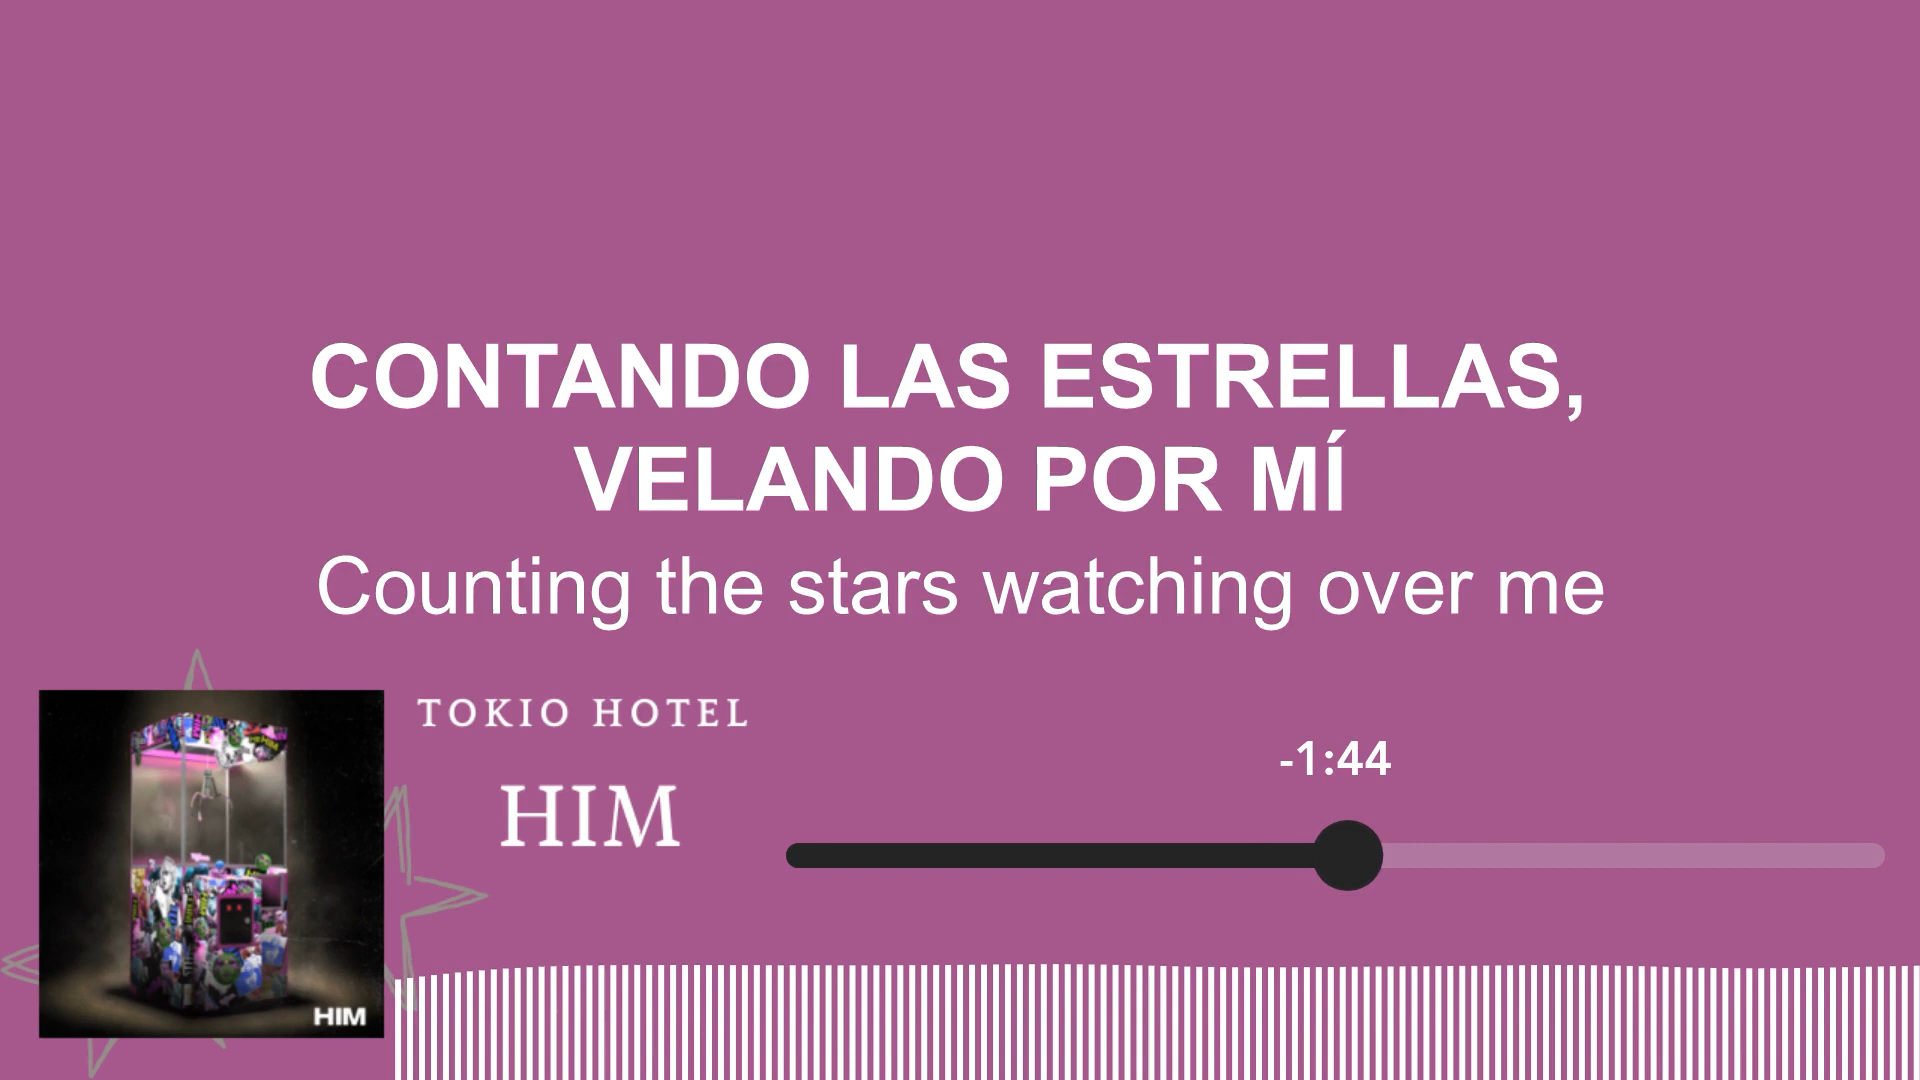 CONTANDO LAS ESTRELLAS,
VELANDO POR MÍ
Counting the stars watching over me
TOKIO HOTEL
HIM
-1:44
HIM